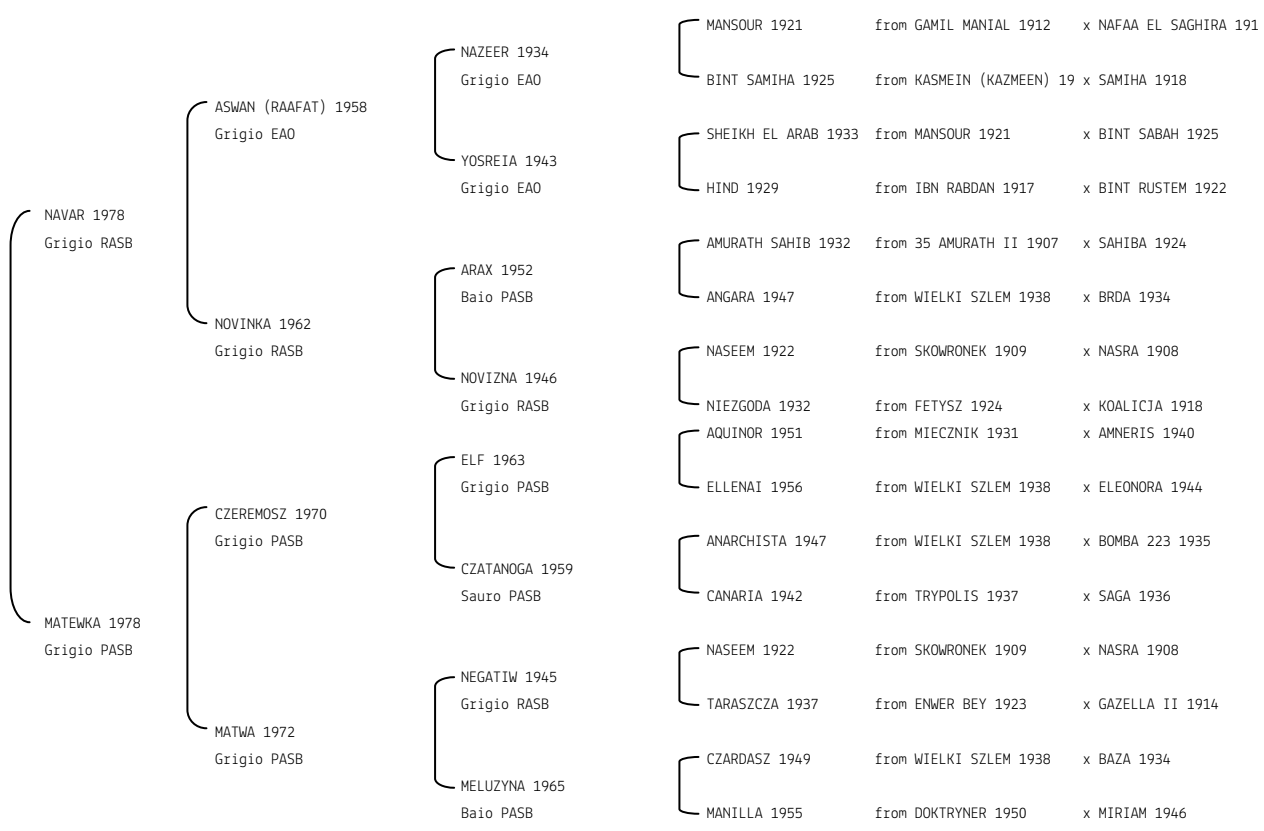 MANSOUR 1921 from GAMIL MANIAL 1912 x NAFAA EL SAGHIRA 191
NAZEER 1934
Grigio EAO BINT SAMIHA 1925 from KASMEIN (KAZMEEN) 19 x SAMIHA 1918
ASWAN (RAAFAT) 1958
Grigio EAO SHEIKH EL ARAB 1933 from MANSOUR 1921 x BINT SABAH 1925
YOSREIA 1943
Grigio EAO HIND 1929 from IBN RABDAN 1917 x BINT RUSTEM 1922
NAVAR 1978
Grigio RASB AMURATH SAHIB 1932 from 35 AMURATH II 1907 x SAHIBA 1924
ARAX 1952
Baio PASB ANGARA 1947 from WIELKI SZLEM 1938 x BRDA 1934
NOVINKA 1962
Grigio RASB NASEEM 1922 from SKOWRONEK 1909 x NASRA 1908
NOVIZNA 1946
Grigio RASB NIEZGODA 1932 from FETYSZ 1924 x KOALICJA 1918
AQUINOR 1951 from MIECZNIK 1931 x AMNERIS 1940
ELF 1963
Grigio PASB ELLENAI 1956 from WIELKI SZLEM 1938 x ELEONORA 1944
CZEREMOSZ 1970
Grigio PASB ANARCHISTA 1947 from WIELKI SZLEM 1938 x BOMBA 223 1935
CZATANOGA 1959
Sauro PASB CANARIA 1942 from TRYPOLIS 1937 x SAGA 1936
MATEWKA 1978
Grigio PASB NASEEM 1922 from SKOWRONEK 1909 x NASRA 1908
NEGATIW 1945
Grigio RASB TARASZCZA 1937 from ENWER BEY 1923 x GAZELLA II 1914
MATWA 1972
Grigio PASB CZARDASZ 1949 from WIELKI SZLEM 1938 x BAZA 1934
MELUZYNA 1965
Baio PASB MANILLA 1955 from DOKTRYNER 1950 x MIRIAM 1946